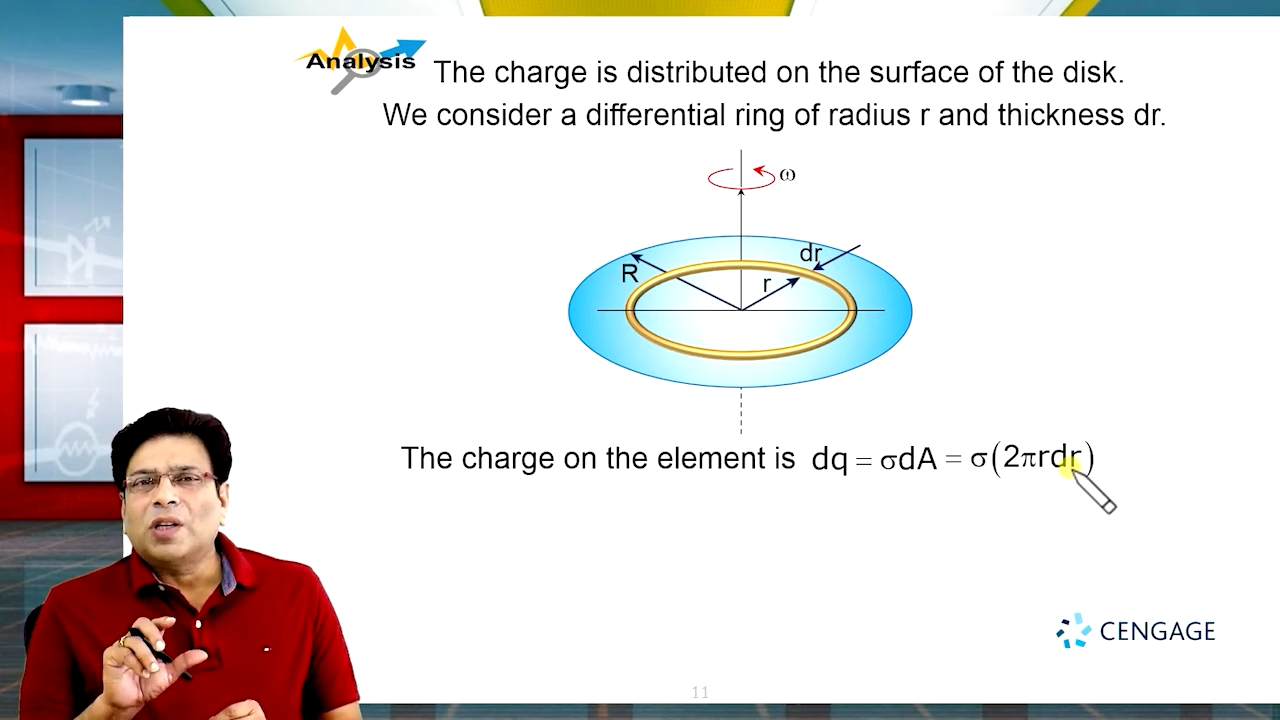 Analysis
The charge is distributed on the surface of the disk.
We consider a differential ring of radius r and thickness dr.
ω
dr
R
r
The charge on the element is dq = σdA = σ(2πrdr)
CENGAGE
11